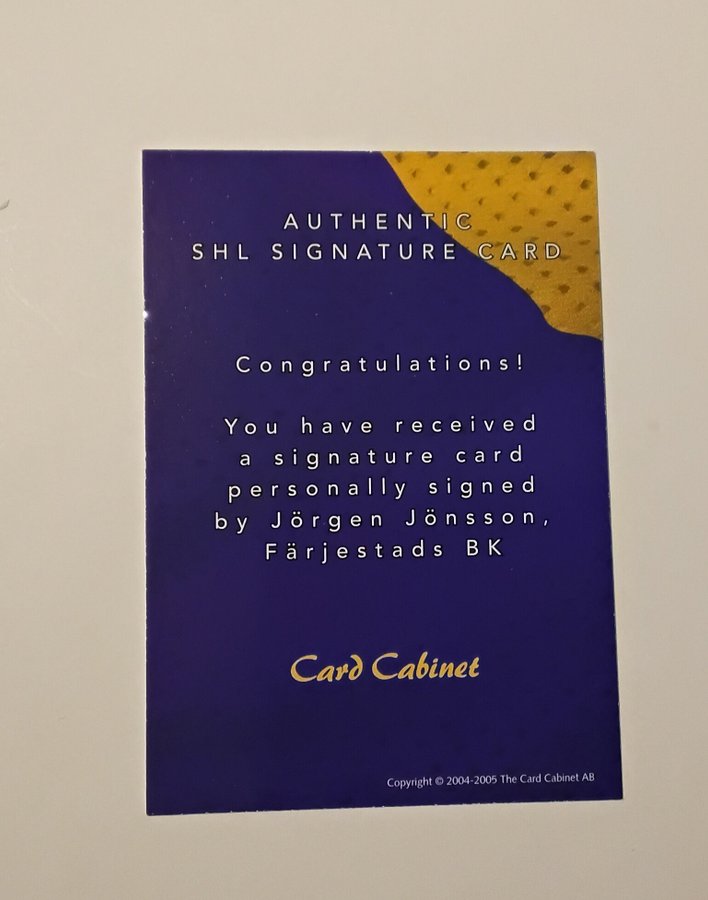 AUTHENTIC
SHL SIGNATURE CARD
Congratulations!
You have received
a signature card
personally signed
by Jörgen Jönsson,
Färjestads BK
Card Cabinet
Copyright © 2004-2005 The Card Cabinet AB